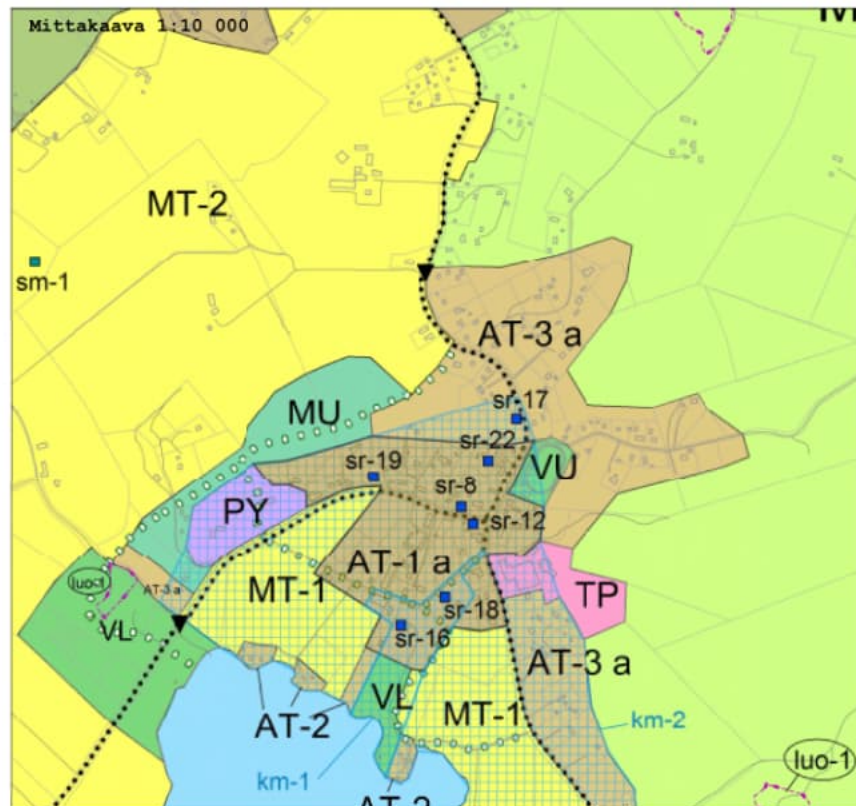 Mittakaava 1:10 000
MT-2
sm-1
AT-3 a
sr-17
MU
sr-22
sr-19
VU
sr-8
PY
sr-12
AT-1 a
luo-1
AT-3 a
MT-1
TP
sr-18
VL
sr-16
AT-3 a
VL
AT-2
MT-1
km-2
km-1
luo-1
AT-2